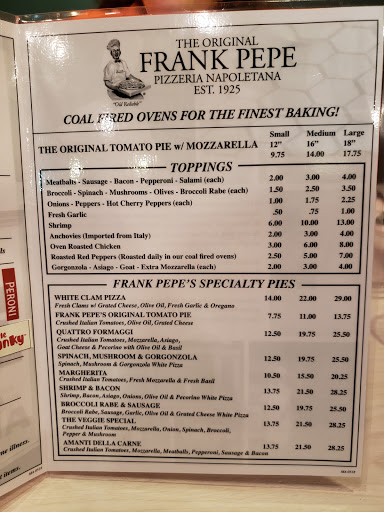 THE ORIGINAL
FRANK PEPE
PIZZERIA NAPOLETANA
EST. 1925
"Old Reliable"
COAL FIRED OVENS FOR THE FINEST BAKING!
Small Medium Large
THE ORIGINAL TOMATO PIE w/ MOZZARELLA 12" 16" 18"
9.75 14.00 17.75
TOPPINGS
Meatballs - Sausage - Bacon - Pepperoni - Salami (each) 2.00 3.00 4.00
Broccoli - Spinach - Mushrooms - Olives - Broccoli Rabe (each) 1.50 2.50 3.50
Onions - Peppers - Hot Cherry Peppers (each) 1.00 1.75 2.25
Fresh Garlic .50 .75 1.00
Shrimp 6.00 10.00 13.00
Anchovies (Imported from Italy) 2.00 3.00 4.00
Oven Roasted Chicken 3.00 6.00 8.00
Roasted Red Peppers (Roasted daily in our coal fired ovens) 2.50 5.00 7.00
Gorgonzola - Asiago - Goat - Extra Mozzarella (each) 2.00 3.00 4.00
FRANK PEPE'S SPECIALTY PIES
WHITE CLAM PIZZA 14.00 22.00 29.00
Fresh Clams w/ Grated Cheese, Olive Oil, Fresh Garlic & Oregano
FRANK PEPE'S ORIGINAL TOMATO PIE 7.75 11.00 13.75
Crushed Italian Tomatoes, Olive Oil, Grated Cheese
QUATTRO FORMAGGI 12.50 19.75 25.50
Crushed Italian Tomatoes, Mozzarella, Asiago,
Goat Cheese & Pecorino with Olive Oil & Basil
SPINACH, MUSHROOM & GORGONZOLA 12.50 19.75 25.50
Spinach, Mushroom & Gorgonzola White Pizza
MARGHERITA 10.50 15.50 20.25
Crushed Italian Tomatoes, Fresh Mozzarella & Fresh Basil
SHRIMP & BACON 13.75 21.50 28.25
Shrimp, Bacon, Asiago, Onions, Olive Oil & Pecorino White Pizza
BROCCOLI RABE & SAUSAGE 12.50 19.75 25.50
Broccoli Rabe, Sausage, Garlic, Olive Oil & Grated Cheese White Pizza
THE VEGGIE SPECIAL 13.75 21.50 28.25
Crushed Italian Tomatoes, Mozzarella, Onion, Spinach, Broccoli,
Pepper & Mushroom
AMANTI DELLA CARNE 13.75 21.50 28.25
Crushed Italian Tomatoes, Mozzarella, Meatballs, Pepperoni, Sausage & Bacon
PERONI
ne illness.
e items.